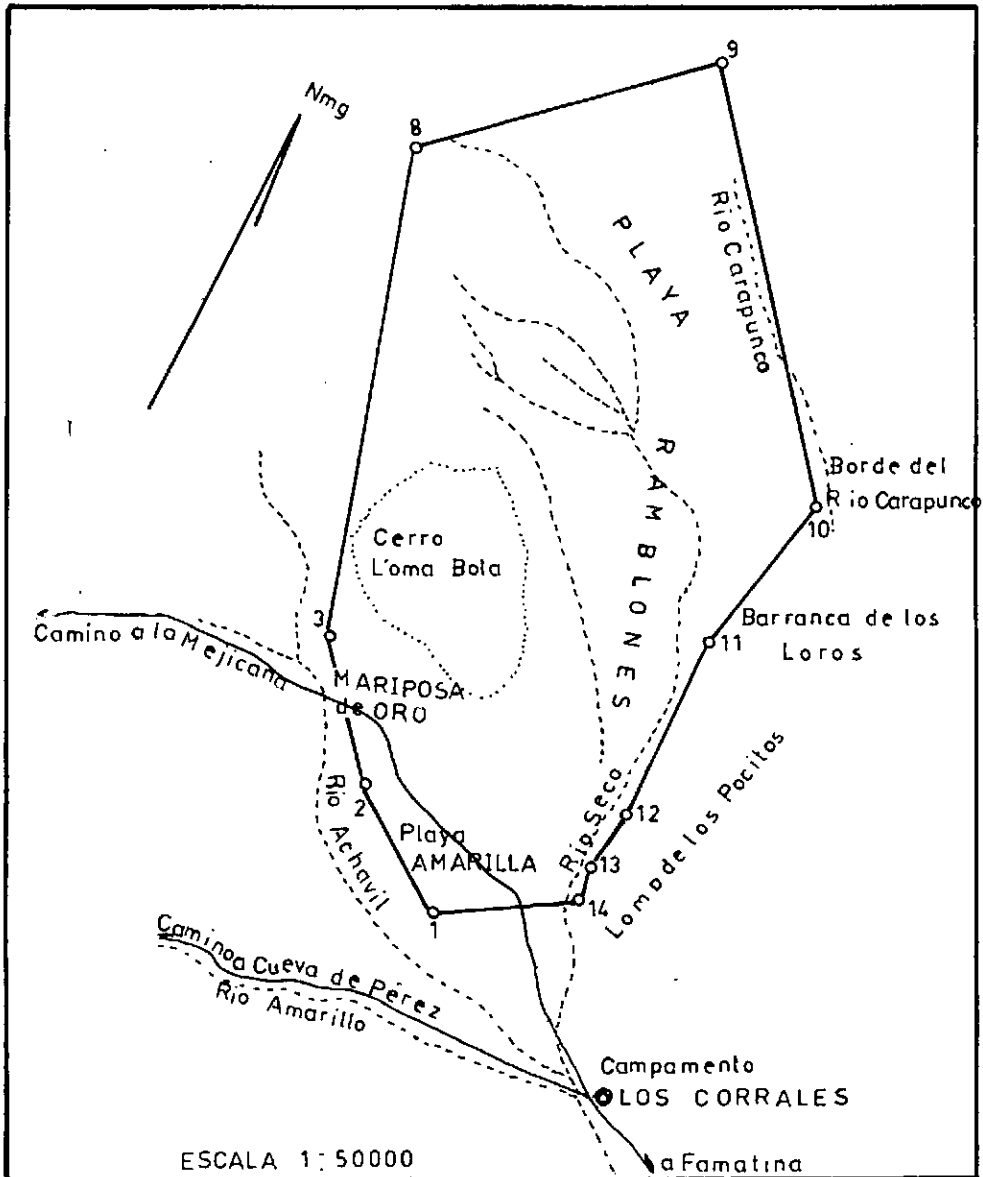 9
Nmg
8
PLAYA
Rio Carapunco
RAMBLONES
Borde del
Rio Carapunco
10
Cerro
L'oma Bola
3
Camino a la Mejicana
Barranca de los
Loros
11
MARIPOSA
de ORO
2
Rio Achavil
Playa
AMARILLA
Rio Seco
12
13
14
Loma de los Pocitos
1
Camino a Cueva de Pérez
Rio Amarillo
Campamento
LOS CORRALES
ESCALA 1:50000
a Famatina